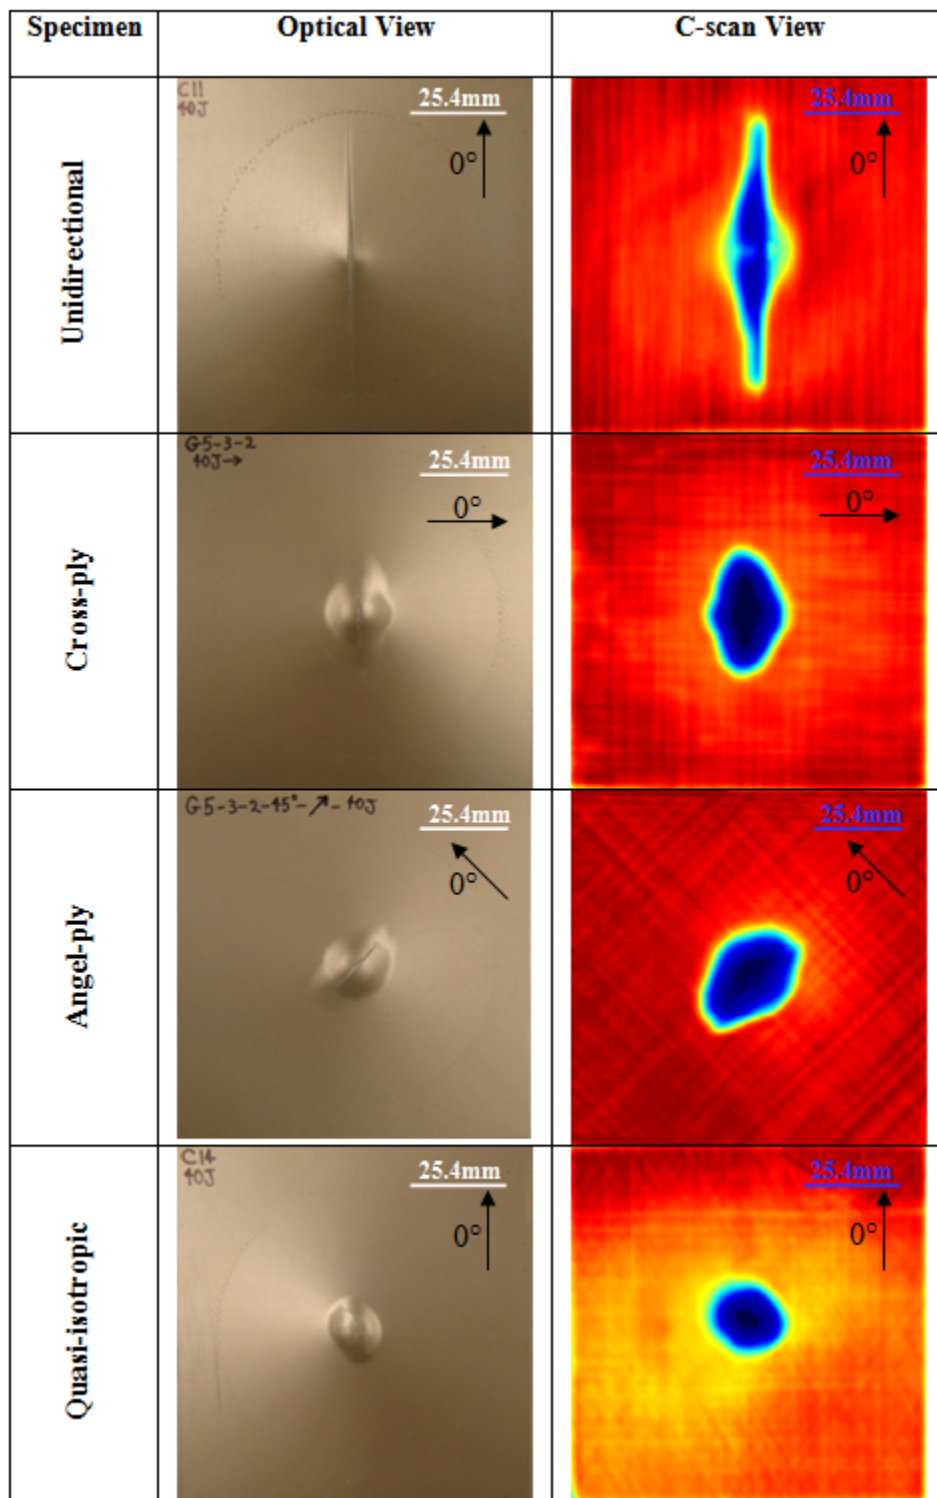 Specimen
Optical View
C-scan View
Unidirectional
C11
40J
25.4mm
0°
25.4mm
0°
Cross-ply
G5-3-2
40J→
25.4mm
0°
25.4mm
0°
Angel-ply
G5-3-2-45°-↗-40J
25.4mm
0°
25.4mm
0°
Quasi-isotropic
C14
40J
25.4mm
0°
25.4mm
0°